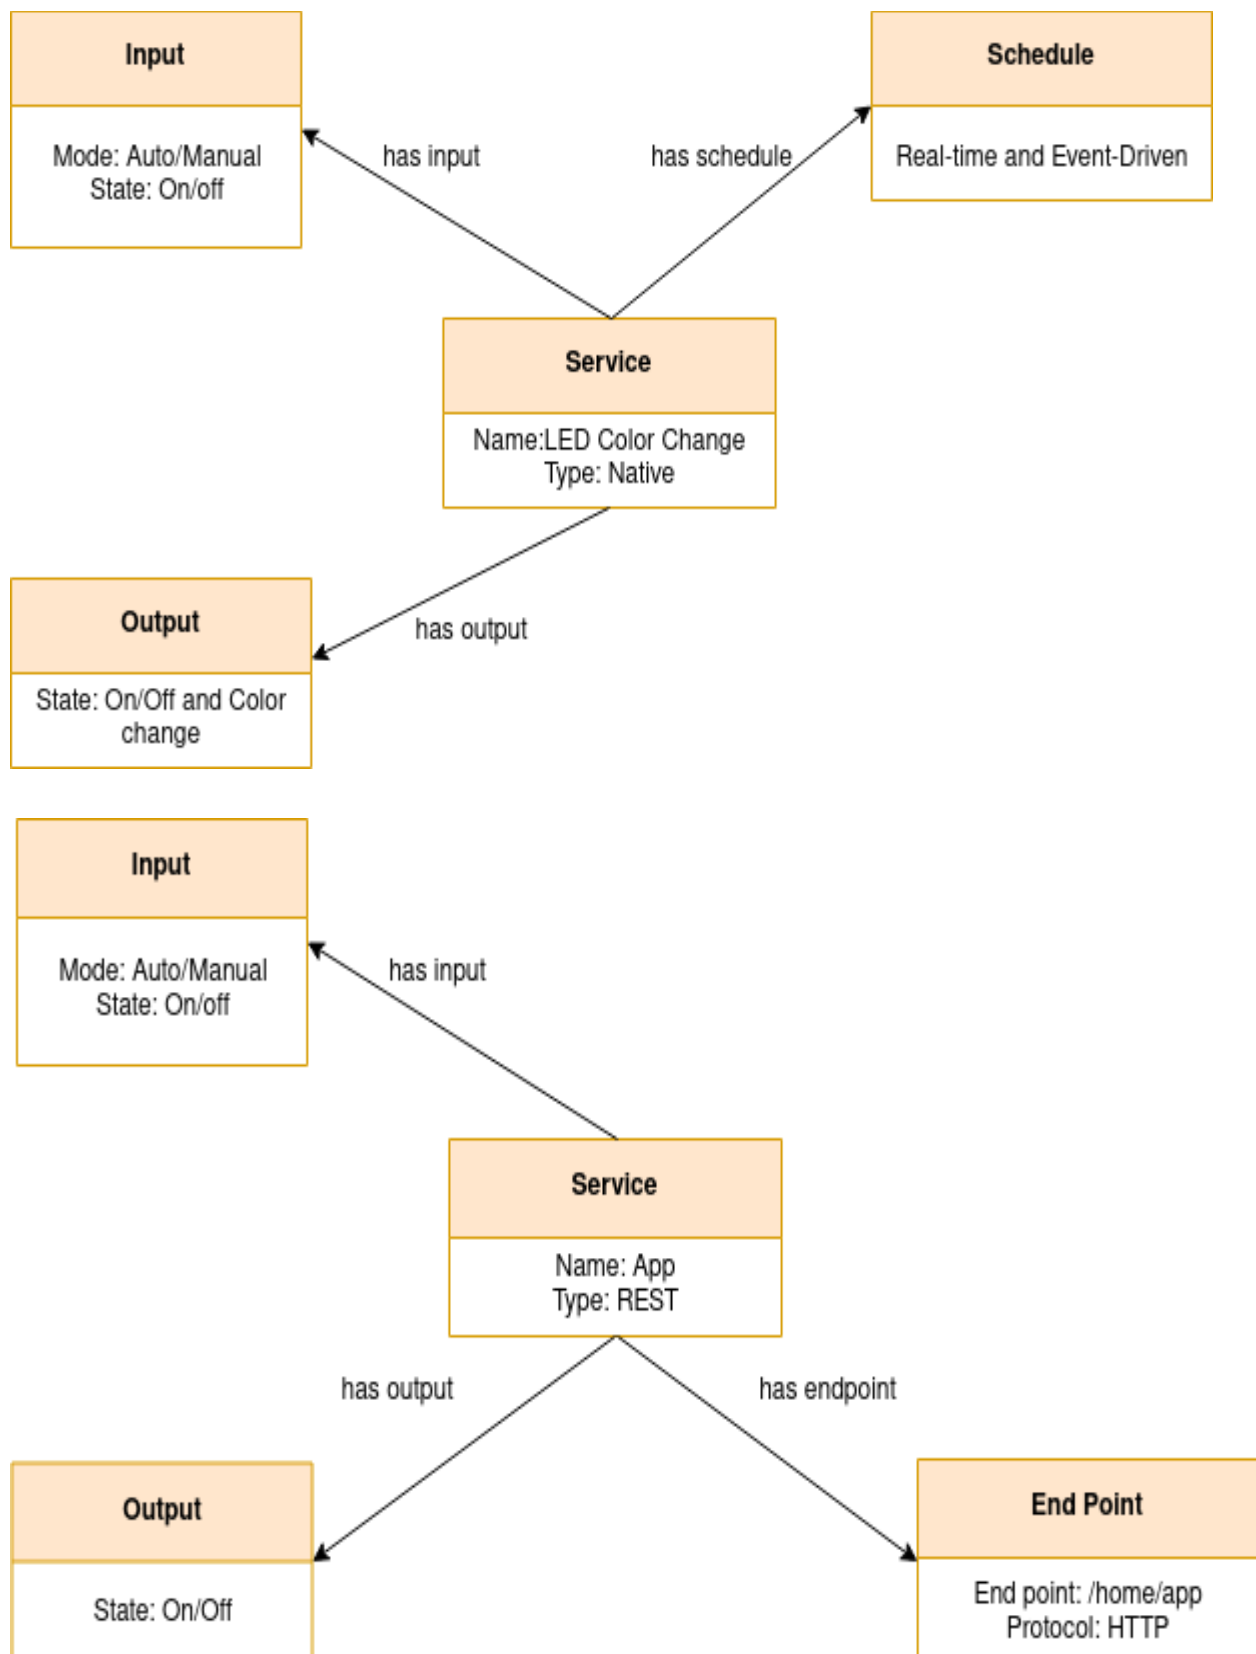 Input
Schedule
Mode: Auto/Manual
State: On/off
has input
has schedule
Real-time and Event-Driven
Service
Name:LED Color Change
Type: Native
Output
has output
State: On/Off and Color
change
Input
Mode: Auto/Manual
State: On/off
has input
Service
Name: App
Type: REST
has output
has endpoint
Output
End Point
State: On/Off
End point: /home/app
Protocol: HTTP